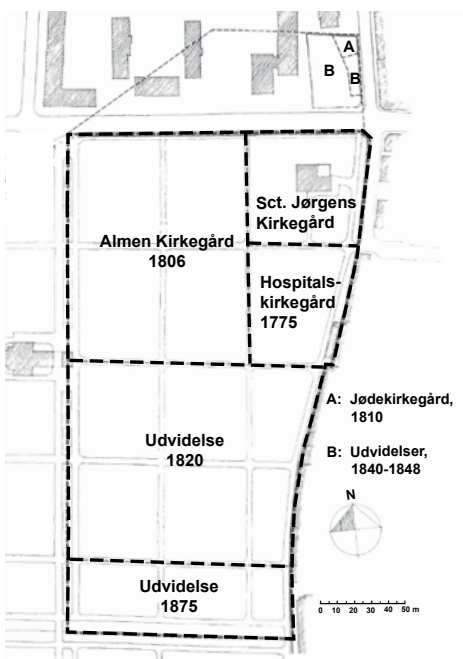 A
B
B
Sct. Jørgens
Kirkegård
Almen Kirkegård
1806
Hospitals-
kirkegård
1775
A: Jødekirkegård,
1810
Udvidelse
1820
B: Udvidelser,
1840-1848
N
Udvidelse
1875
0 10 20 30 40 50 m